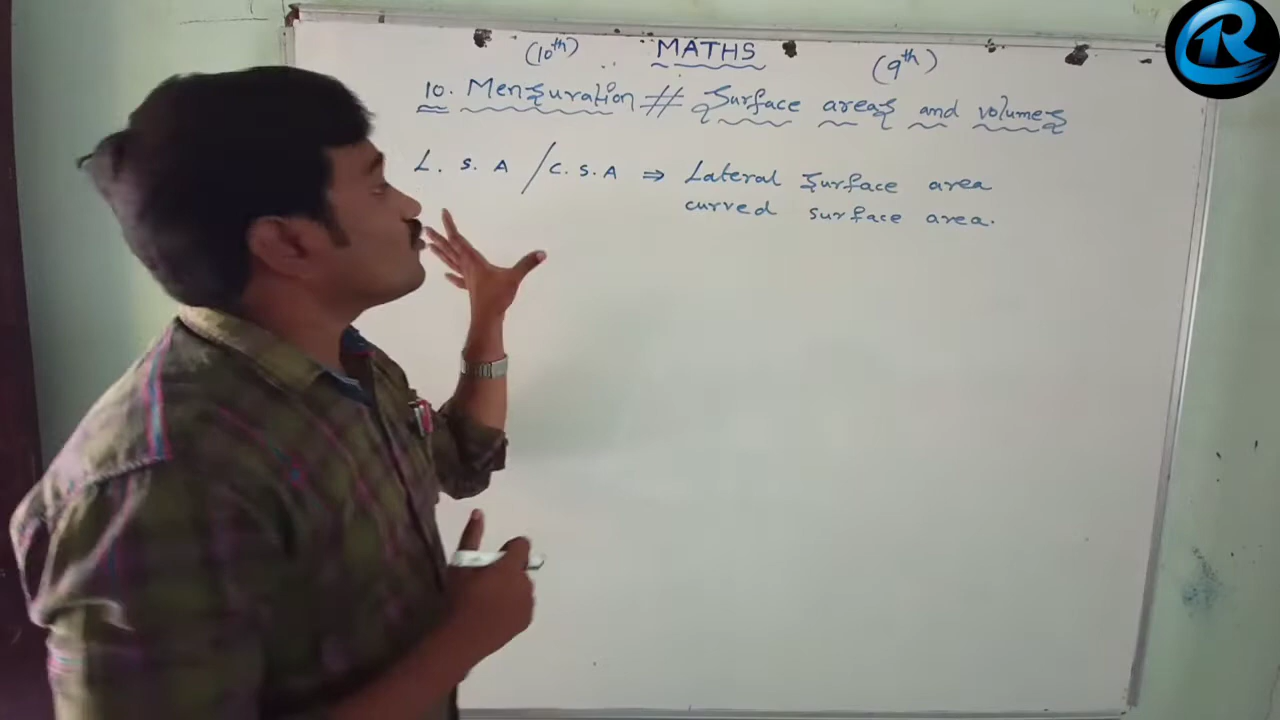 (10th) MATHS (9th)
10. Mensuration # Surface areas and volumes
L. S. A / C. S. A ⇒ Lateral surface area
curved surface area.
R